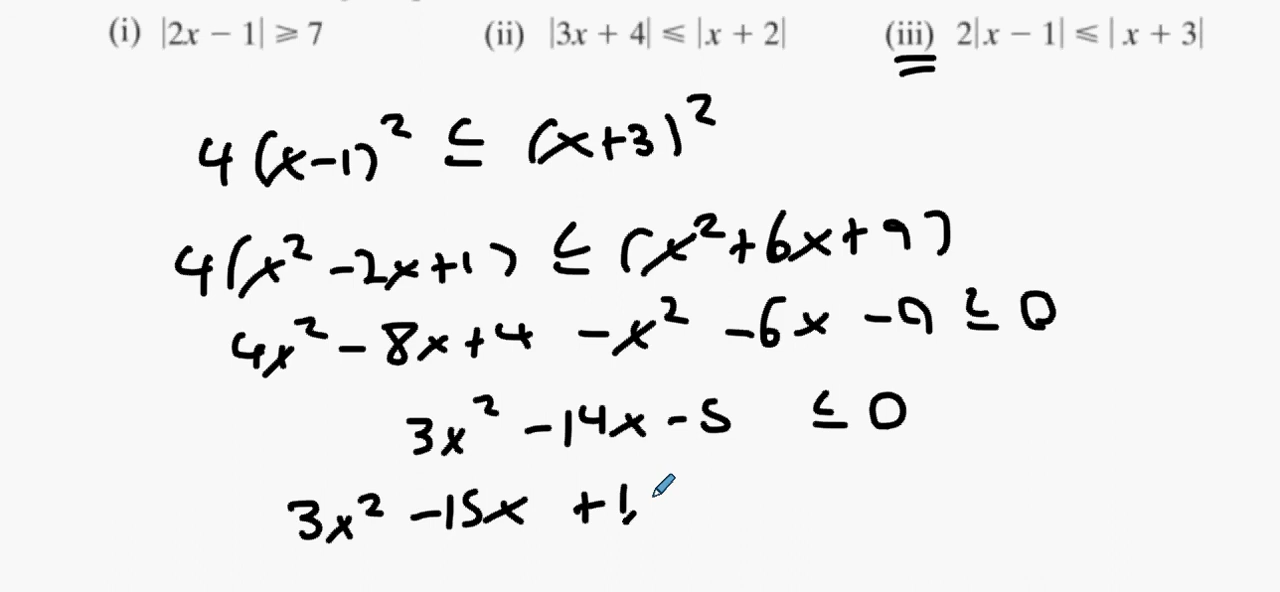 (i) |2x − 1| ⩾ 7 (ii) |3x + 4| ⩽ |x + 2| (iii) 2|x − 1| ⩽ |x + 3|
4(x-1)² ≤ (x+3)²
4(x²-2x+1) ≤ (x²+6x+9)
4x²-8x+4 -x²-6x-9 ≤ 0
3x²-14x-5 ≤ 0
3x²-15x +1